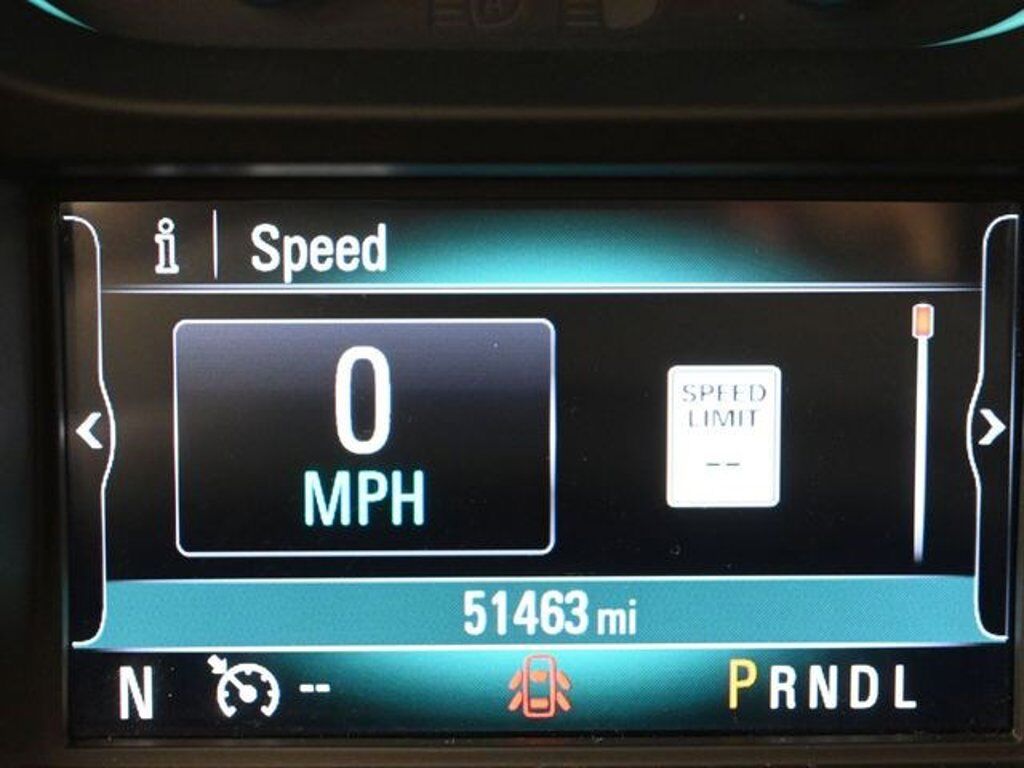 i Speed
0
MPH
SPEED
LIMIT
--
51463 mi
N -- PRNDL